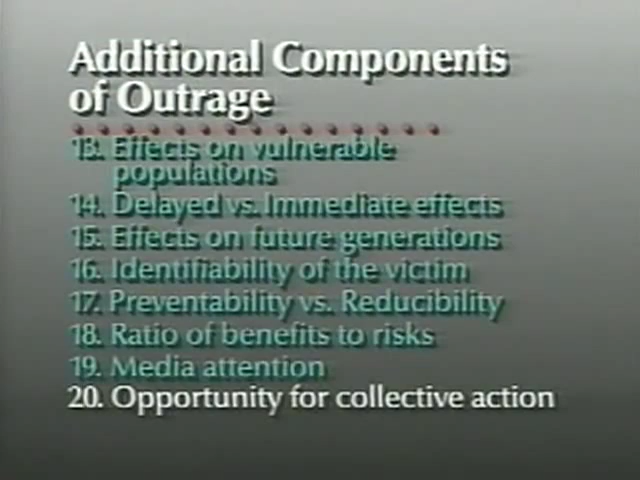 Additional Components
of Outrage
13. Effects on vulnerable
populations
14. Delayed vs. Immediate effects
15. Effects on future generations
16. Identifiability of the victim
17. Preventability vs. Reducibility
18. Ratio of benefits to risks
19. Media attention
20. Opportunity for collective action